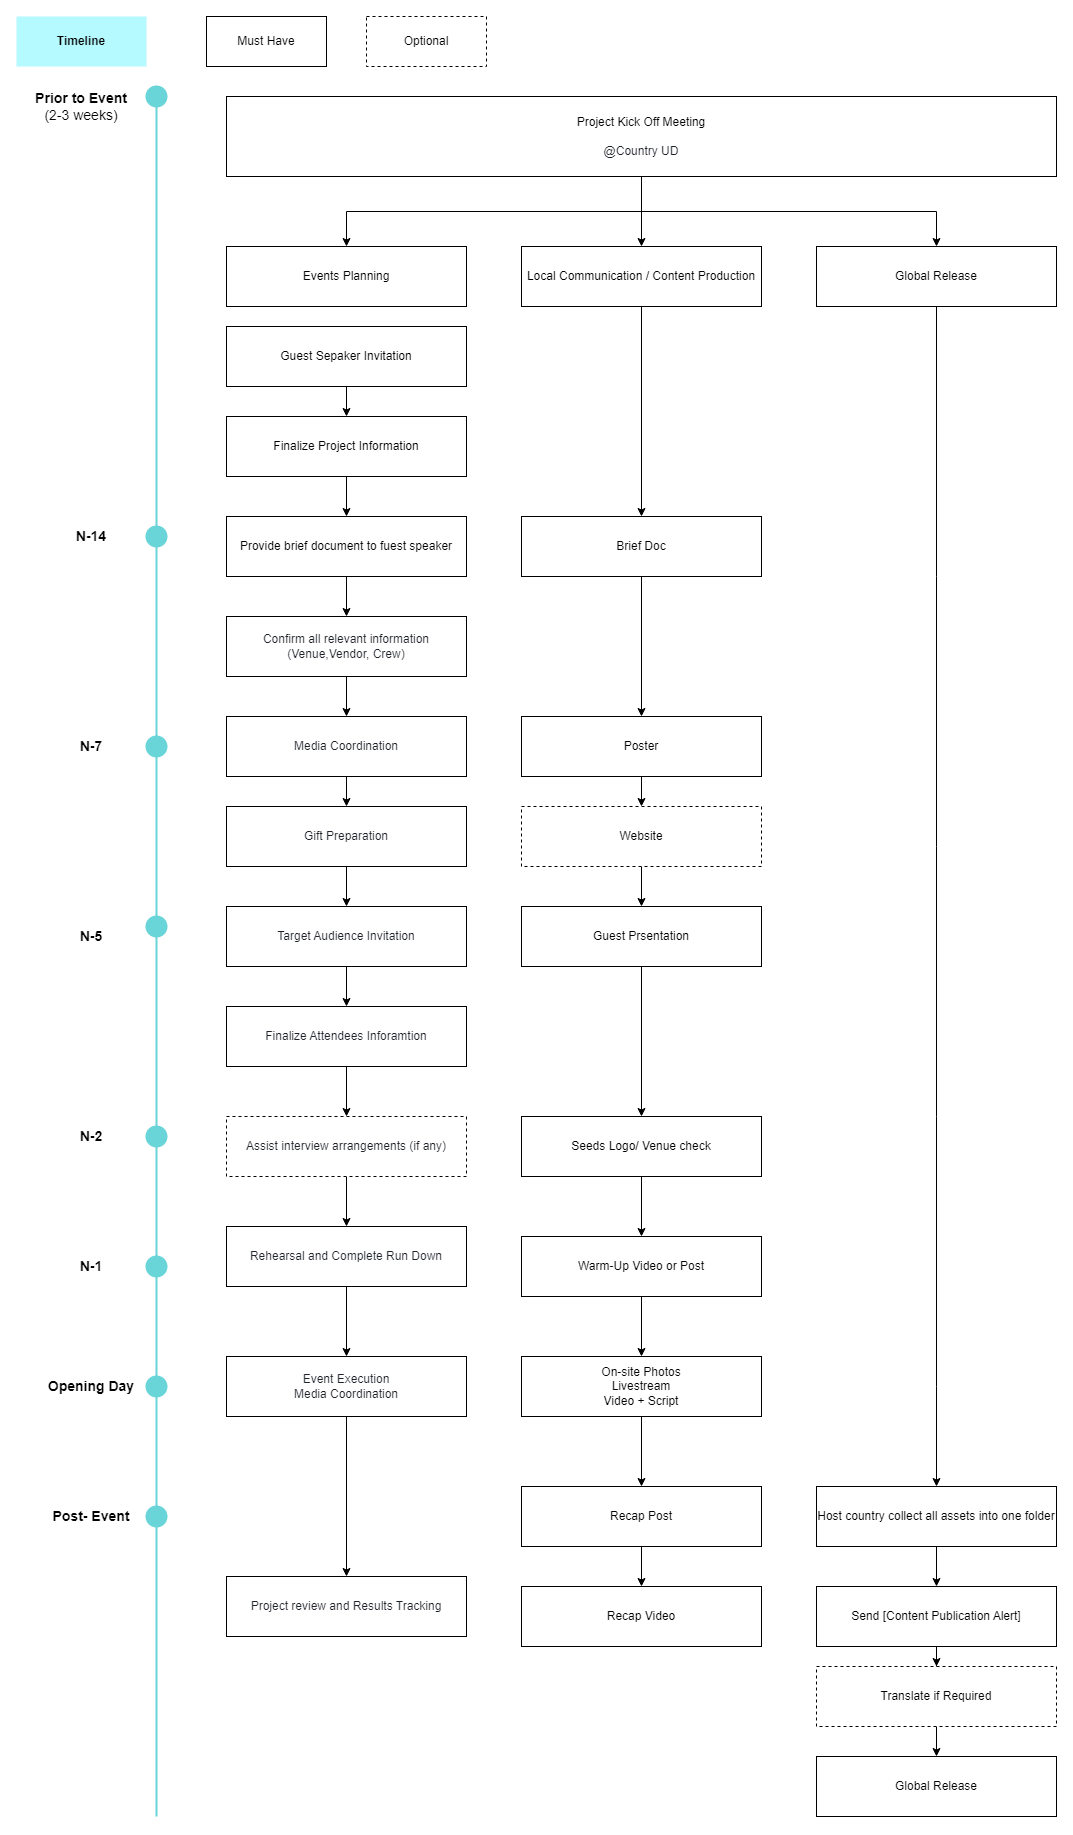 Timeline
Must Have
Optional
Prior to Event
(2-3 weeks)
Project Kick Off Meeting
@Country UD
Events Planning
Local Communication / Content Production
Global Release
Guest Sepaker Invitation
Finalize Project Information
N-14
Provide brief document to fuest speaker
Brief Doc
Confirm all relevant information
(Venue,Vendor, Crew)
N-7
Media Coordination
Poster
Gift Preparation
Website
N-5
Target Audience Invitation
Guest Prsentation
Finalize Attendees Inforamtion
N-2
Assist interview arrangements (if any)
Seeds Logo/ Venue check
N-1
Rehearsal and Complete Run Down
Warm-Up Video or Post
Opening Day
Event Execution
Media Coordination
On-site Photos
Livestream
Video + Script
Post- Event
Recap Post
Host country collect all assets into one folder
Project review and Results Tracking
Recap Video
Send [Content Publication Alert]
Translate if Required
Global Release